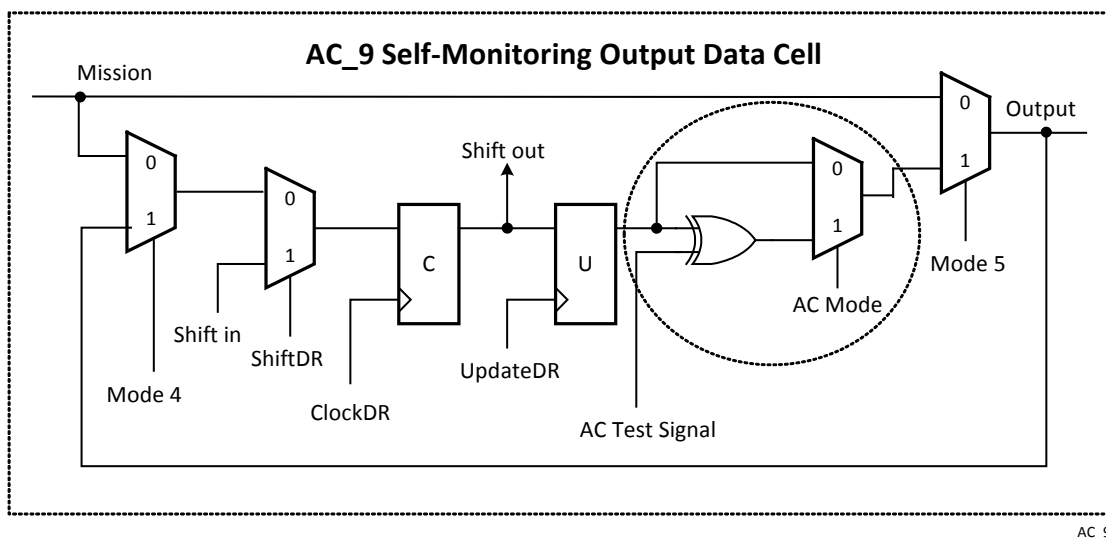 AC_9 Self-Monitoring Output Data Cell
Mission
Output
Shift out
0
1
0
1
0
1
0
1
C
U
Shift in
ShiftDR
Mode 4
ClockDR
UpdateDR
AC Test Signal
AC Mode
Mode 5
AC_9